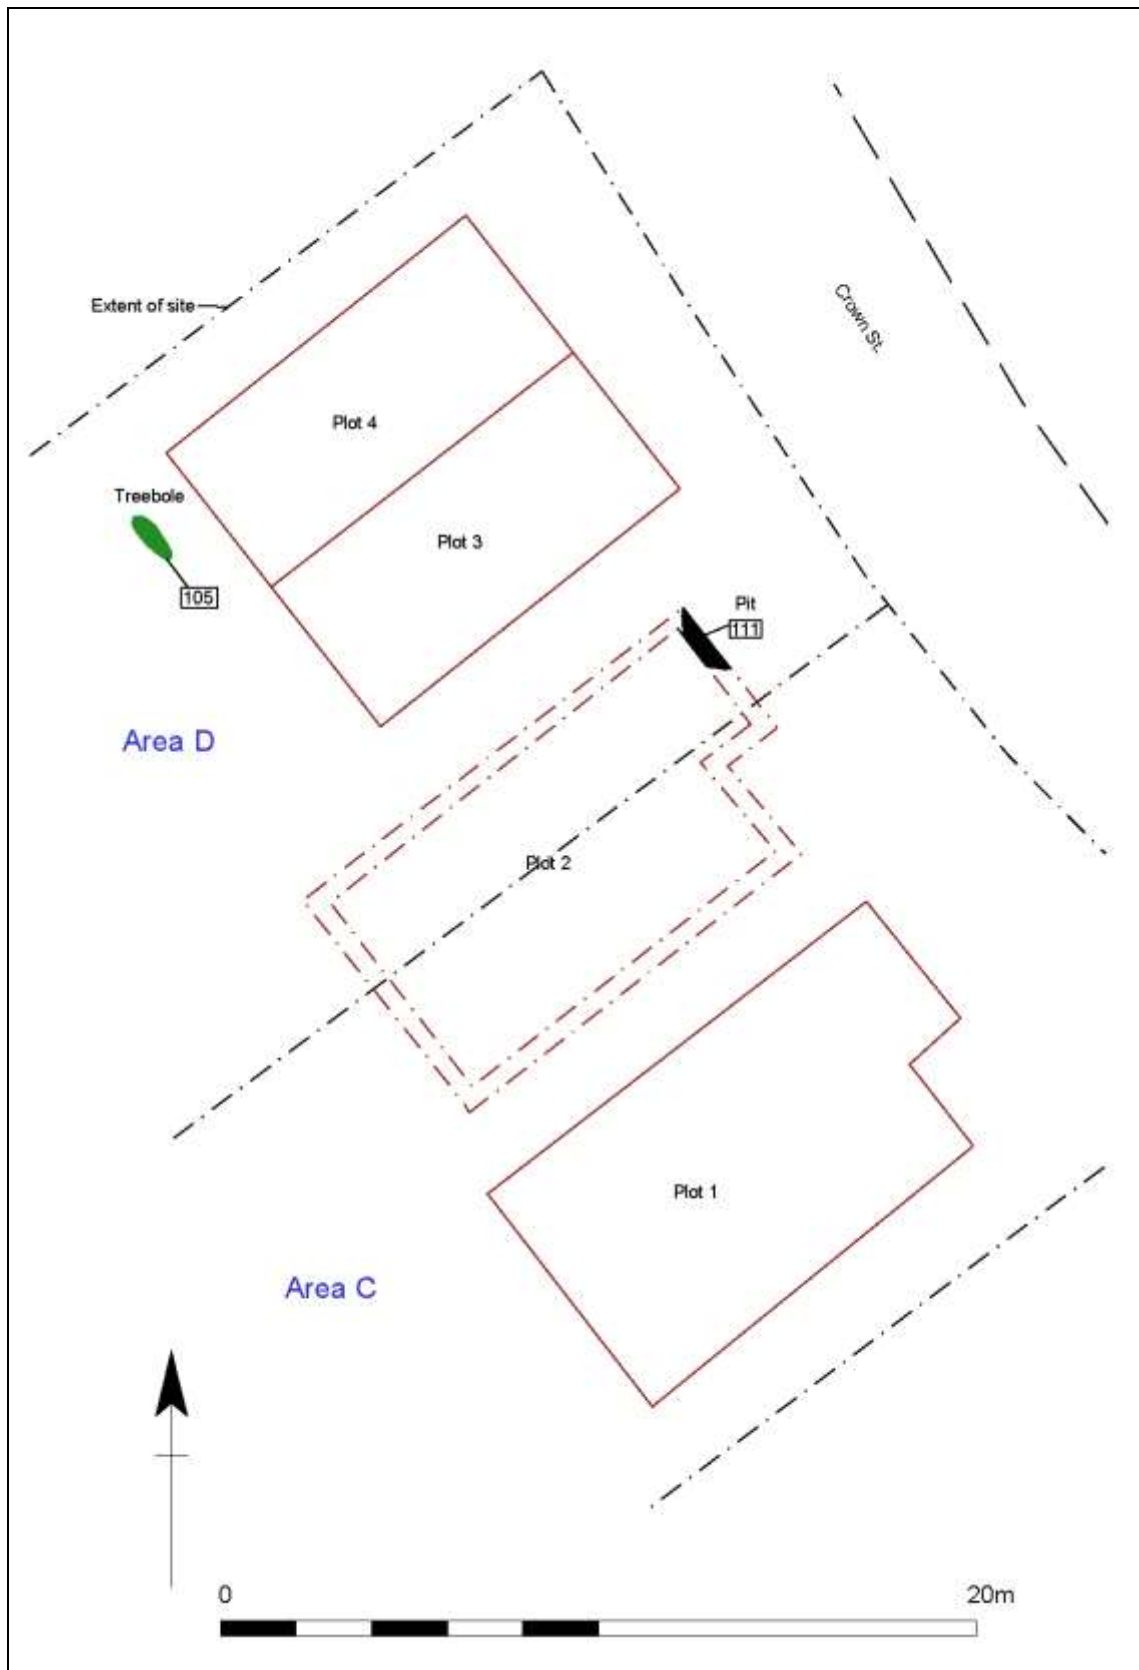 Crown St.
Extent of site
Plot 4
Treebole
Plot 3
105
Pit
111
Area D
Plot 2
Plot 1
Area C
0
20m